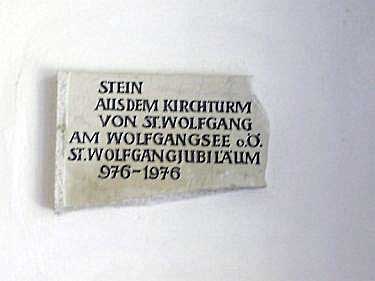 STEIN
AUS DEM KIRCHTURM
VON ST. WOLFGANG
AM WOLFGANGSEE o.Ö.
ST. WOLFGANGJUBILÄUM
976-1976